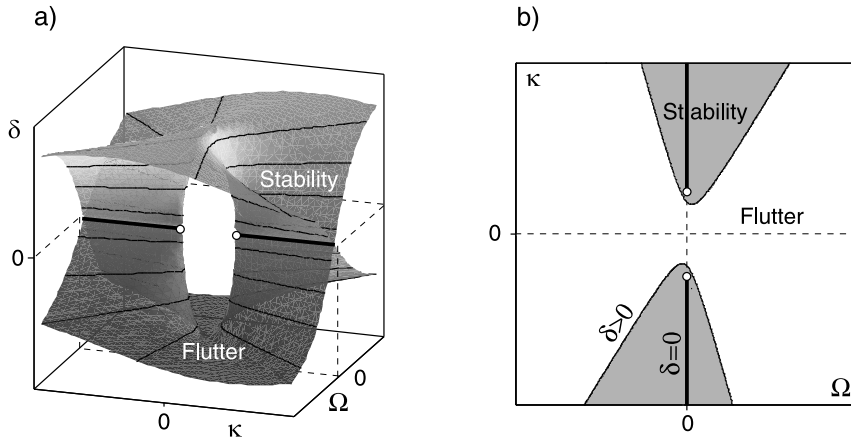 a)
δ
0
Stability
Flutter
0
κ
Ω
0
b)
κ
Stability
Flutter
0
δ>0
δ=0
Ω
0